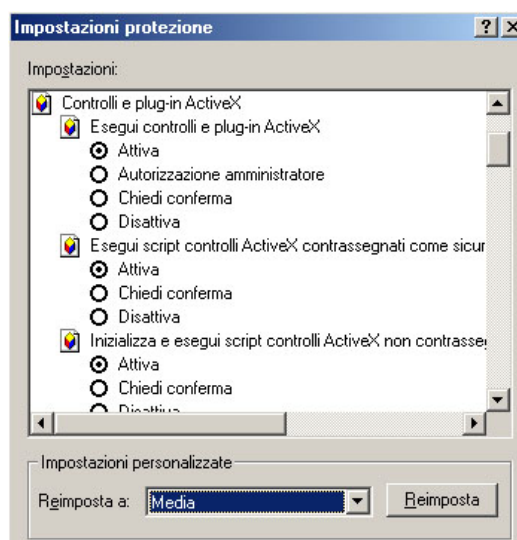 Impostazioni protezione
Impostazioni:
Controlli e plug-in ActiveX
Esegui controlli e plug-in ActiveX
Attiva
Autorizzazione amministratore
Chiedi conferma
Disattiva
Esegui script controlli ActiveX contrassegnati come sicur
Attiva
Chiedi conferma
Disattiva
Inizializza e esegui script controlli ActiveX non contrasse
Attiva
Chiedi conferma
Disattiva
Impostazioni personalizzate
Reimposta a:
Media
Reimposta